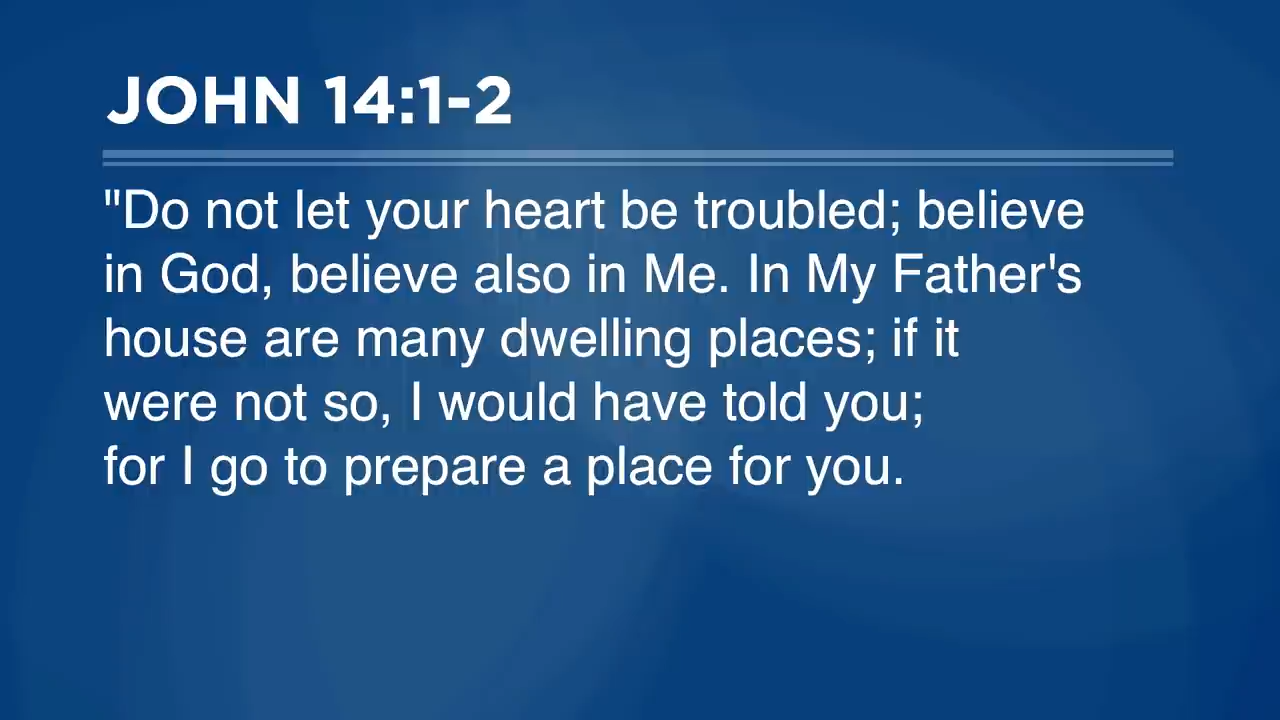 JOHN 14:1-2
"Do not let your heart be troubled; believe
in God, believe also in Me. In My Father's
house are many dwelling places; if it
were not so, I would have told you;
for I go to prepare a place for you.